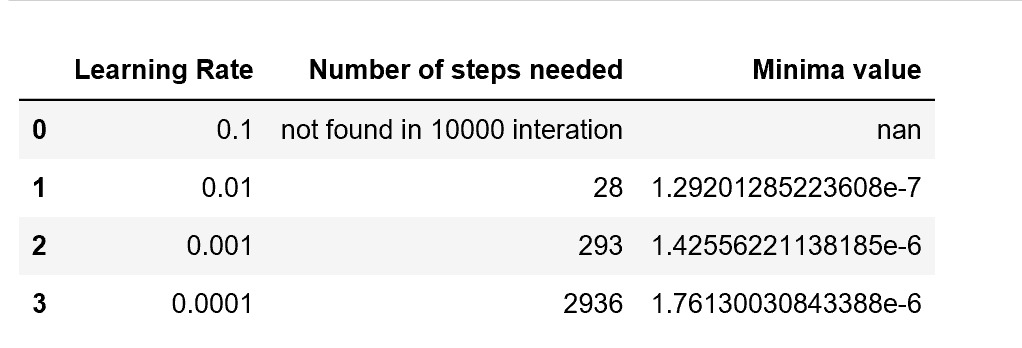 Learning Rate Number of steps needed Minima value
0 0.1 not found in 10000 interation nan
1 0.01 28 1.29201285223608e-7
2 0.001 293 1.42556221138185e-6
3 0.0001 2936 1.76130030843388e-6